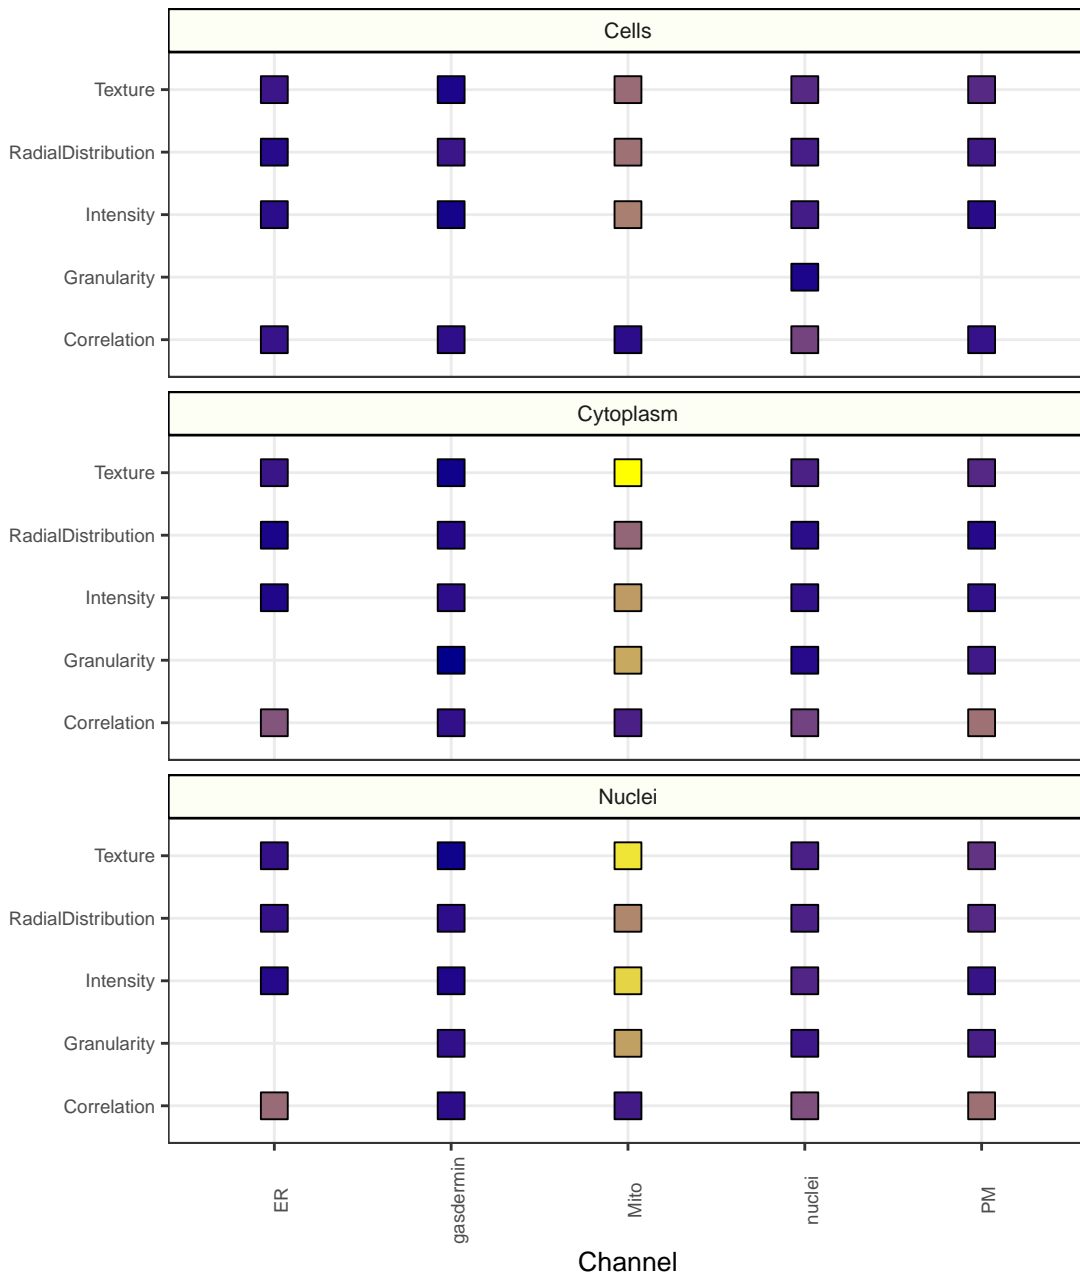 Cells
Texture
RadialDistribution
Intensity
Granularity
Correlation
Cytoplasm
Texture
RadialDistribution
Intensity
Granularity
Correlation
Nuclei
Texture
RadialDistribution
Intensity
Granularity
Correlation
ER
gasdermin
Mito
nuclei
PM
Channel